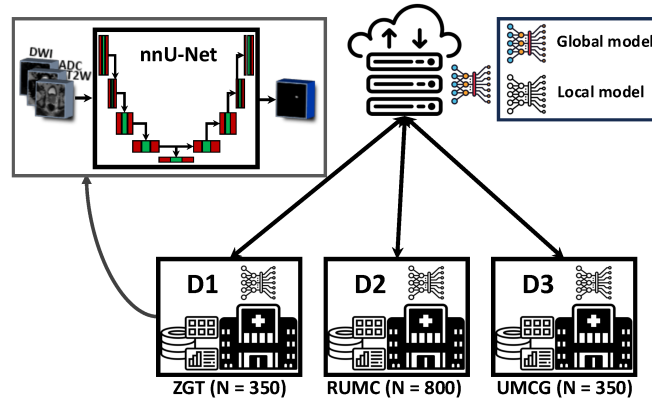 nnU-Net
DWI
ADC
T2W
Global model
Local model
D1
D2
D3
ZGT (N = 350)
RUMC (N = 800)
UMCG (N = 350)